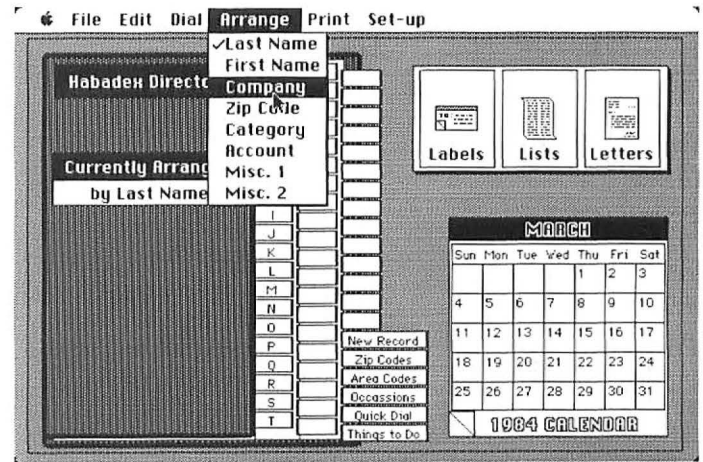 File Edit Dial Arrange Print Set-up
✓Last Name
First Name
Company
Zip Code
Category
Account
Misc. 1
Misc. 2
Habadex Directo
Currently Arrang
by Last Name
I
J
K
L
M
N
O
P
Q
R
S
T
New Record
Zip Codes
Area Codes
Occassions
Quick Dial
Things to Do
TO
Labels
Lists
Letters
MARCH
Sun Mon Tue Wed Thu Fri Sat
1 2 3
4 5 6 7 8 9 10
11 12 13 14 15 16 17
18 19 20 21 22 23 24
25 26 27 28 29 30 31
1984 CALENDAR